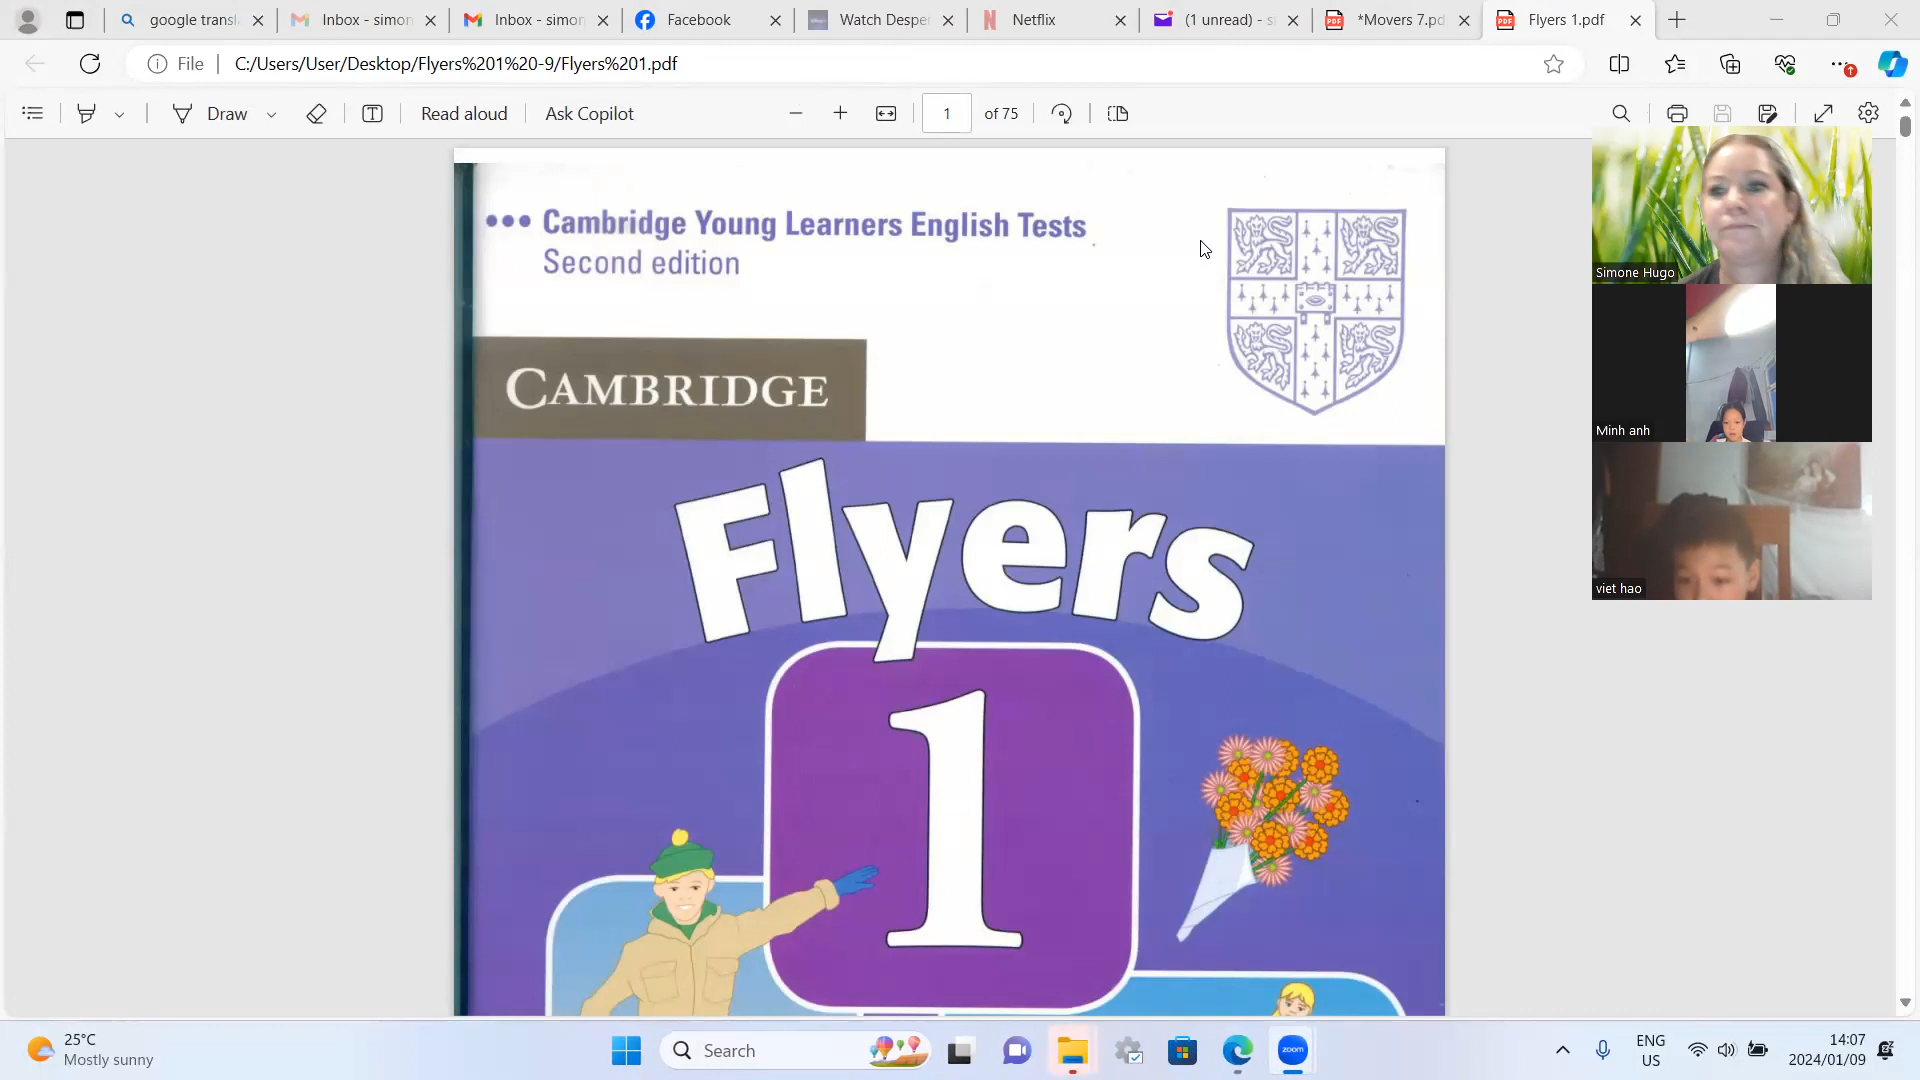 google transl
Inbox - simon
Inbox - simon
Facebook
Watch Despe
Netflix
(1 unread) - s
*Movers 7.pd
Flyers 1.pdf
File
C:/Users/User/Desktop/Flyers%201%20-9/Flyers%201.pdf
Draw
Read aloud
Ask Copilot
1
of 75
Cambridge Young Learners English Tests
Second edition
CAMBRIDGE
Flyers
1
Simone Hugo
Minh anh
viet hao
25°C
Mostly sunny
Search
zoom
ENG
US
14:07
2024/01/09